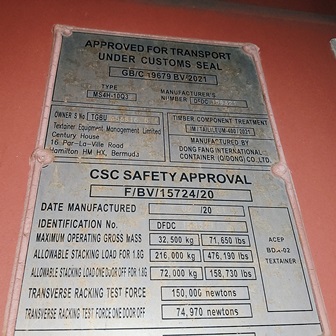 APPROVED FOR TRANSPORT
UNDER CUSTOMS SEAL
GB/C 19679 BV/2021
TYPE
MANUFACTURER'S
NUMBER
OWNER'S No
TIMBER COMPONENT TREATMENT
Textainer Equipment Management Limited
Century House
16 Par-La-Ville Road
Hamilton HM HX, Bermuda
MANUFACTURED BY
DONG FANG INTERNATIONAL
CONTAINER (QIDONG) CO.,LTD.
CSC SAFETY APPROVAL
F/BV/15724/20
DATE MANUFACTURED /20
IDENTIFICATION No. DFDC
MAXIMUM OPERATING GROSS MASS 32,500 kg 71,650 lbs
ALLOWABLE STACKING LOAD FOR 1.8G 216,000 kg 476,190 lbs
ALLOWABLE STACKING LOAD ONE DOOR OFF FOR 1.8G 72,000 kg 158,730 lbs
TRANSVERSE RACKING TEST FORCE 150,000 newtons
TRANSVERSE RACKING TEST FORCE ONE DOOR OFF 74,970 newtons
ACEP
TEXTAINER